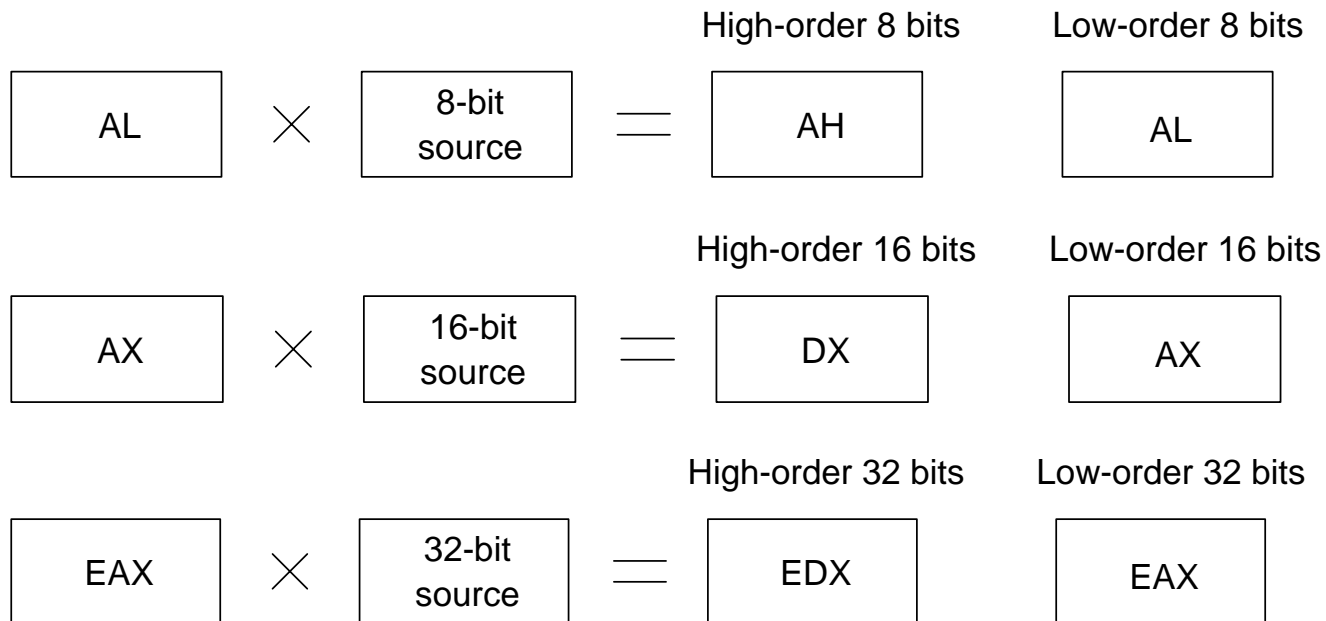 High-order 8 bits Low-order 8 bits
AL 8-bit source AH AL
High-order 16 bits Low-order 16 bits
AX 16-bit source DX AX
High-order 32 bits Low-order 32 bits
EAX 32-bit source EDX EAX